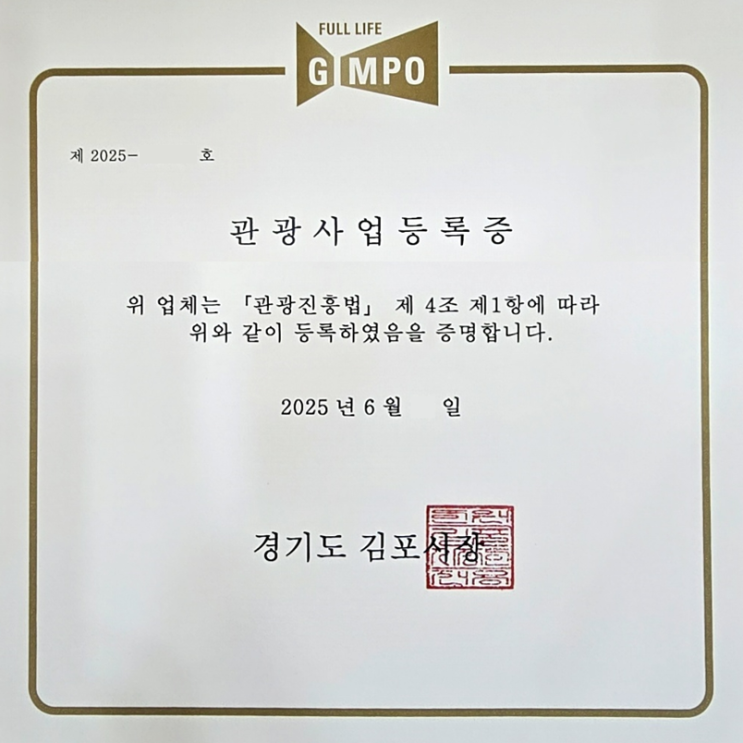 FULL LIFE
GIMPO
제 2025- 호
관광사업등록증
위 업체는 「관광진흥법」 제 4조 제1항에 따라
위와 같이 등록하였음을 증명합니다.
2025 년 6 월 일
경기도 김포시장